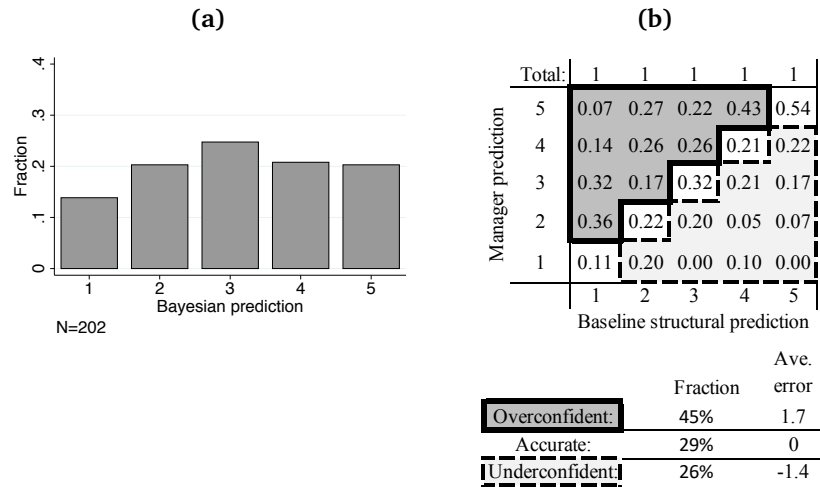 (a)
.4
.3
.2
.1
0
Fraction
1 2 3 4 5
Bayesian prediction
N=202
(b)
Total: 1 1 1 1 1
5 0.07 0.27 0.22 0.43 0.54
4 0.14 0.26 0.26 0.21 0.22
3 0.32 0.17 0.32 0.21 0.17
2 0.36 0.22 0.20 0.05 0.07
1 0.11 0.20 0.00 0.10 0.00
Manager prediction
1 2 3 4 5
Baseline structural prediction
Ave.
Fraction error
Overconfident: 45% 1.7
Accurate: 29% 0
Underconfident: 26% -1.4